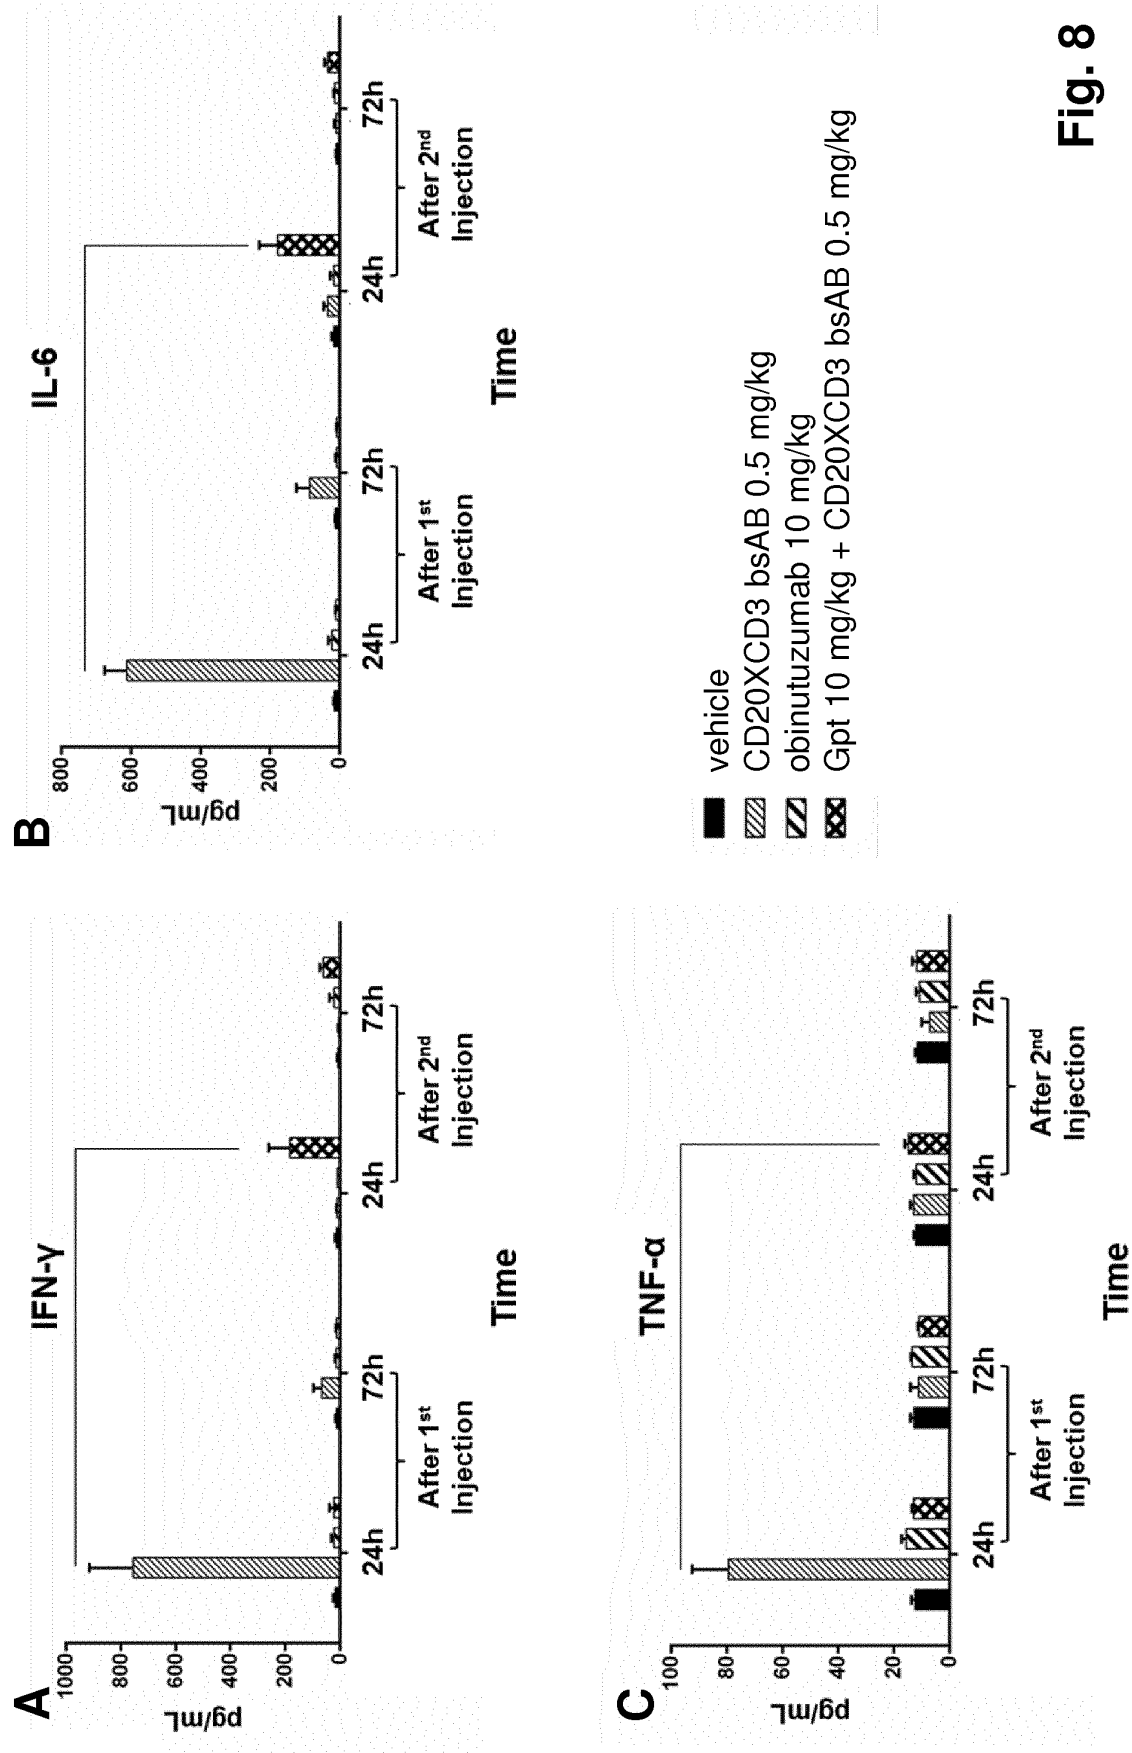 A
IFN-γ
pg/mL
1000
800
600
400
200
0
24h
72h
24h
72h
After 1st
Injection
After 2nd
Injection
Time
B
IL-6
pg/mL
800
600
400
200
0
24h
72h
24h
72h
After 1st
Injection
After 2nd
Injection
Time
C
TNF-α
pg/mL
100
80
60
40
20
0
24h
72h
24h
72h
After 1st
Injection
After 2nd
Injection
Time
vehicle
CD20XCD3 bsAB 0.5 mg/kg
obinutuzumab 10 mg/kg
Gpt 10 mg/kg + CD20XCD3 bsAB 0.5 mg/kg
Fig. 8